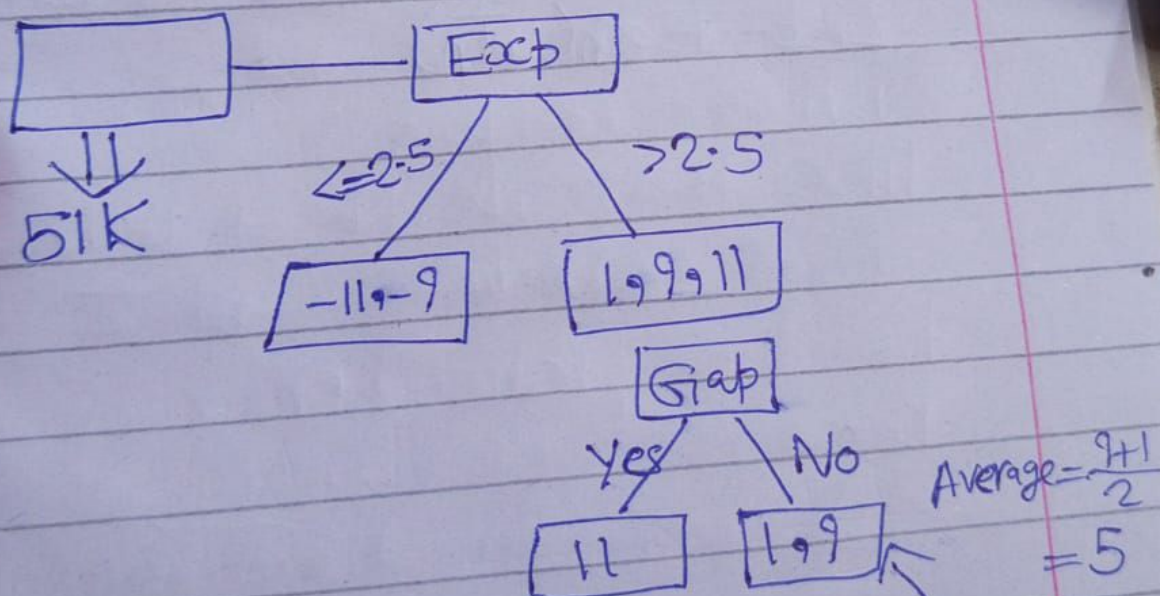 Exp
<=2.5 >2.5
51K
-11,-9 1,9,11
Gap
Yes No
Average=9+1/2
11 1,9 =5